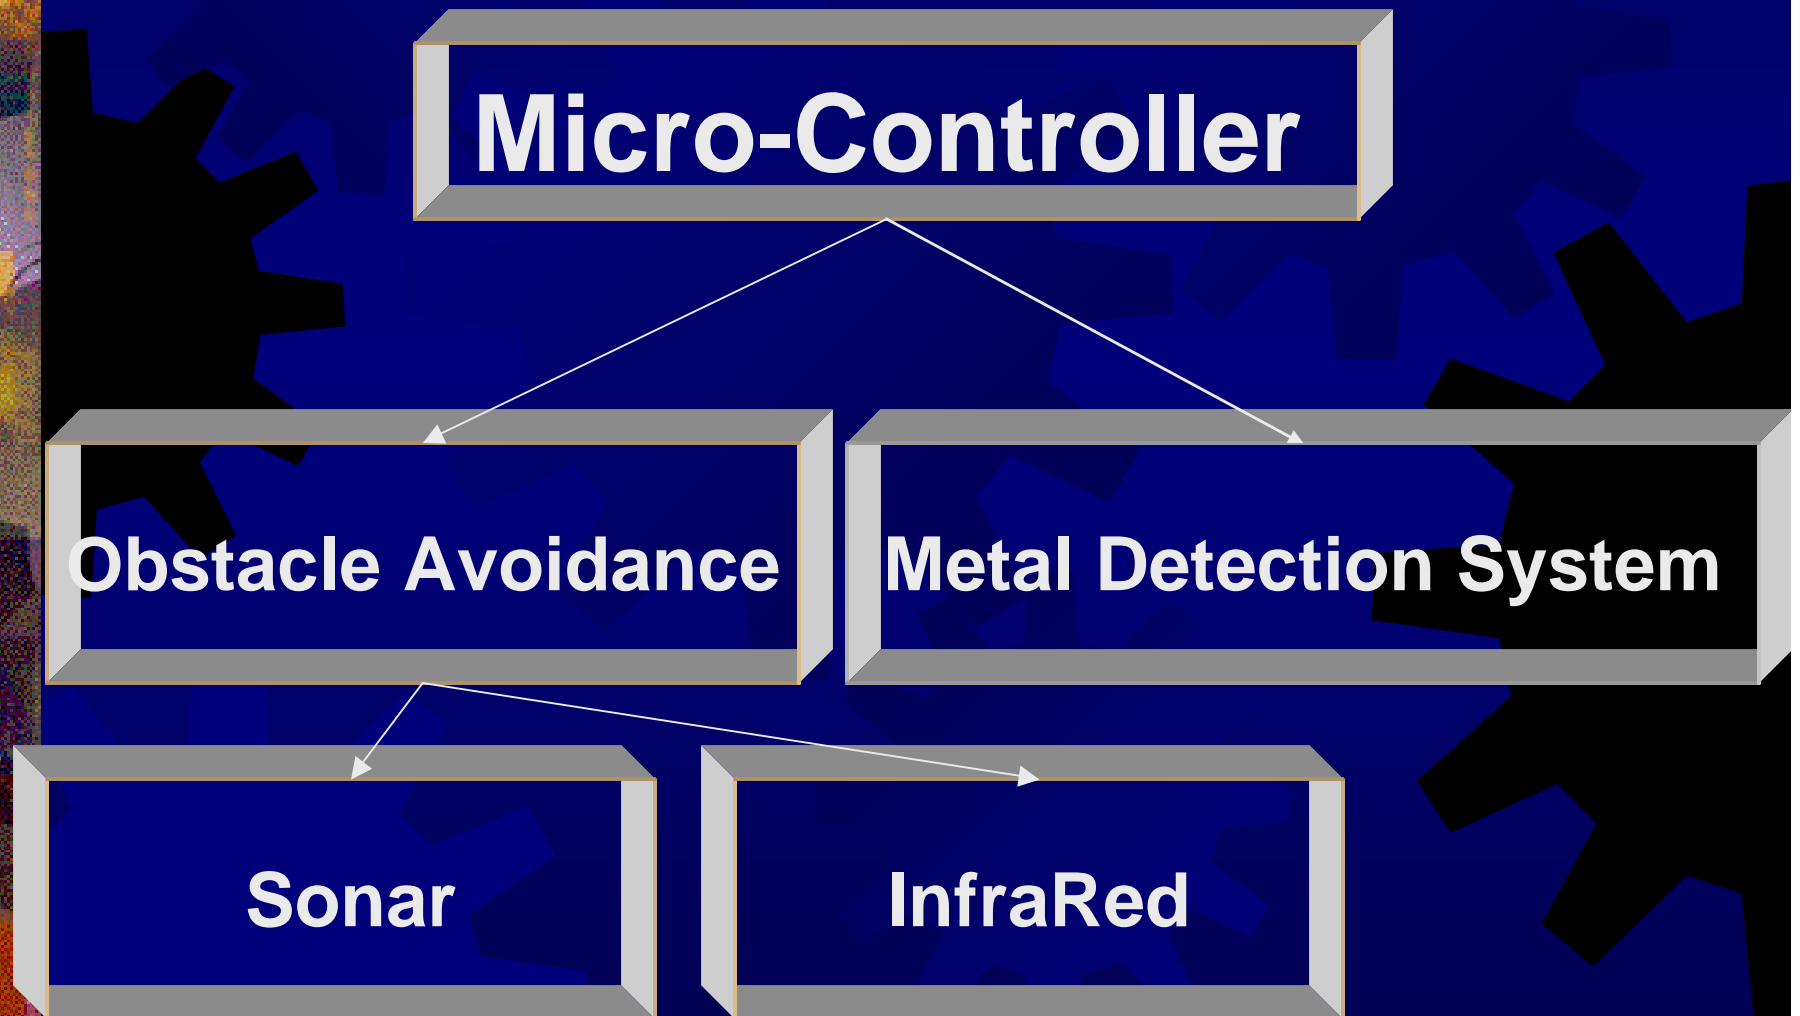 Micro-Controller
Obstacle Avoidance
Metal Detection System
Sonar
InfraRed